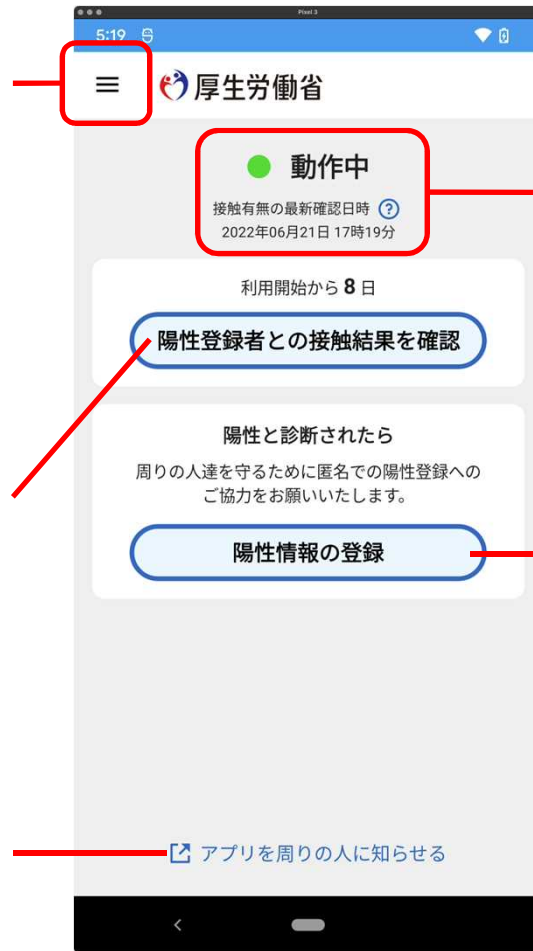 Pixel 3
5:19
厚生労働省
動作中
接触有無の最新確認日時 ?
2022年06月21日 17時19分
利用開始から 8 日
陽性登録者との接触結果を確認
陽性と診断されたら
周りの人達を守るために匿名での陽性登録への
ご協力をお願いいたします。
陽性情報の登録
アプリを周りの人に知らせる